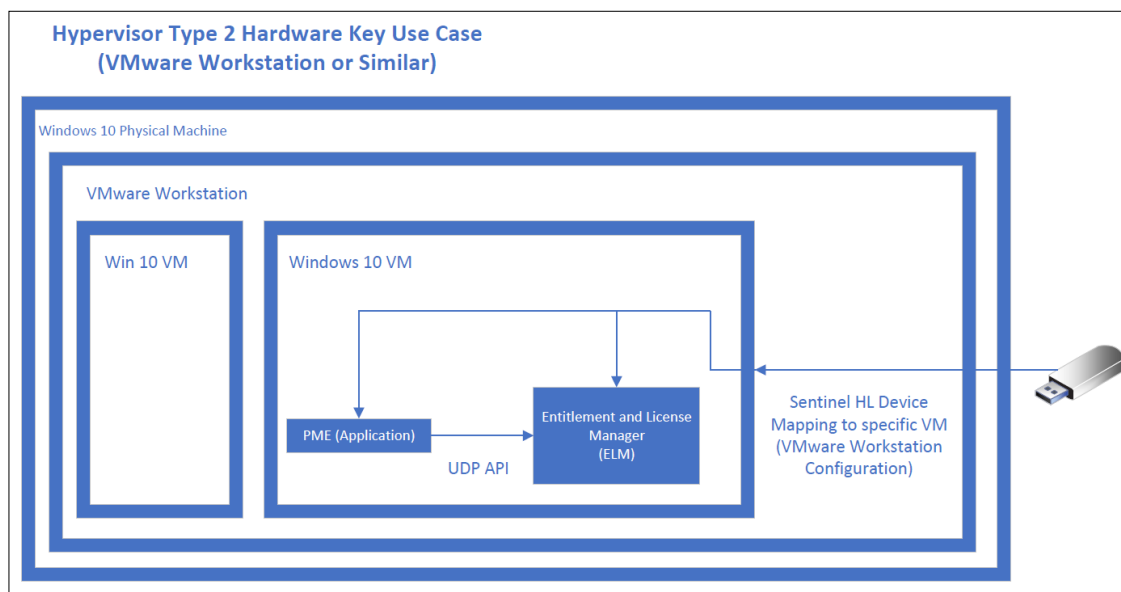 Hypervisor Type 2 Hardware Key Use Case
(VMware Workstation or Similar)
Windows 10 Physical Machine
VMware Workstation
Win 10 VM
Windows 10 VM
PME (Application)
UDP API
Entitlement and License
Manager
(ELM)
Sentinel HL Device
Mapping to specific VM
(VMware Workstation
Configuration)